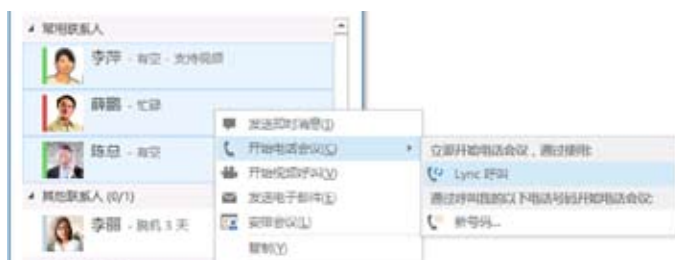 常用联系人
李萍 - 有空 - 支持视频
薛鹏 - 忙碌
陈总 - 有空
其他联系人 (0/1)
李丽 - 脱机 3 天
发送即时消息(I)
开始电话会议(C)
开始视频呼叫(V)
发送电子邮件(E)
安排会议(L)
复制(Y)
立即开始电话会议，通过使用:
Lync 呼叫
通过呼叫我的以下电话号码开始电话会议:
新号码...